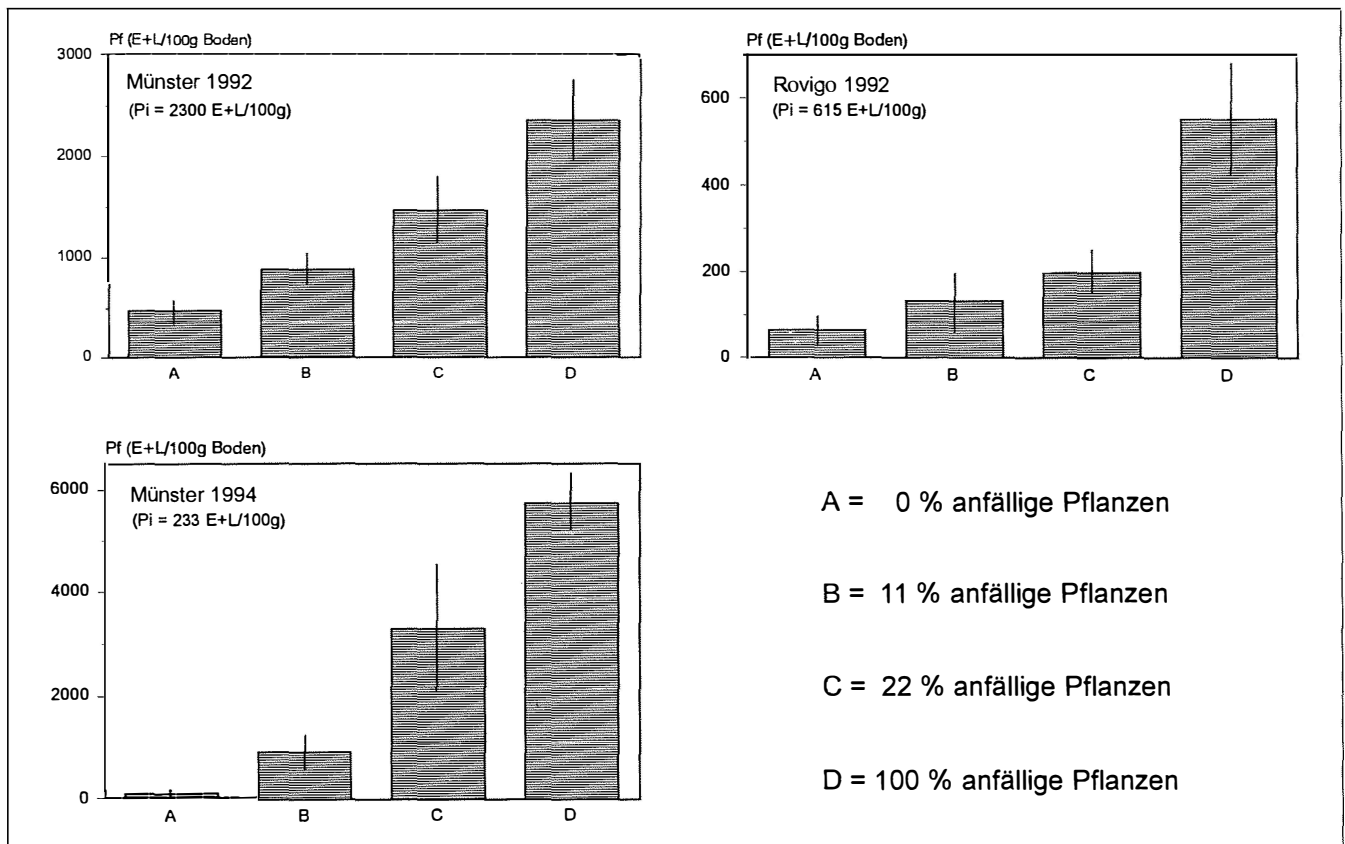 Pf (E+L/100g Boden)
3000
2000
1000
0
Münster 1992
(Pi = 2300 E+L/100g)
A B C D
Pf (E+L/100g Boden)
600
400
200
0
Rovigo 1992
(Pi = 615 E+L/100g)
A B C D
Pf (E+L/100g Boden)
6000
4000
2000
0
Münster 1994
(Pi = 233 E+L/100g)
A B C D
A = 0 % anfällige Pflanzen
B = 11 % anfällige Pflanzen
C = 22 % anfällige Pflanzen
D = 100 % anfällige Pflanzen